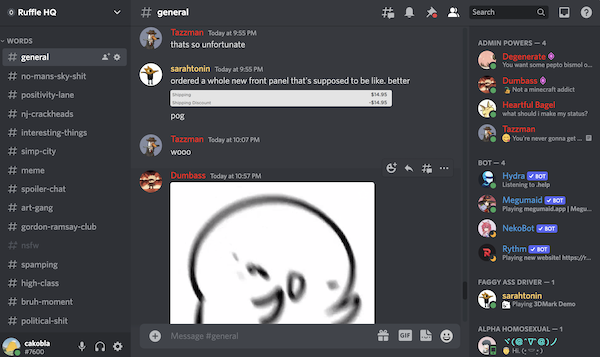 Ruffle HQ
general
Search
WORDS
general
no-mans-sky-shit
positivity-lane
nj-crackheads
interesting-things
simp-city
meme
spoiler-chat
art-gang
gordon-ramsay-club
nsfw
spamping
high-class
bruh-moment
political-shit
cakobla
#7600
Tazzman Today at 9:55 PM
thats so unfortunate
sarahtonin Today at 9:55 PM
ordered a whole new front panel that's supposed to be like. better
Shipping $14.95
Shipping Discount -$14.95
pog
Tazzman Today at 10:07 PM
wooo
Dumbass Today at 10:57 PM
Message #general
GIF
ADMIN POWERS — 4
Degenerate
You want some pepto bismol o...
Dumbass
Not a minecraft addict
Heartful Bagel
what should i make my status?
Tazzman
You're never gonna get ...
BOT — 4
Hydra BOT
Listening to .help
Megumaid BOT
Playing megumaid.app | Meg...
NekoBot BOT
Rythm BOT
Playing new website! https://r...
FAGGY ASS DRIVER — 1
sarahtonin
Playing 3DMark Demo
ALPHA HOMOSEXUAL — 1
Hi.